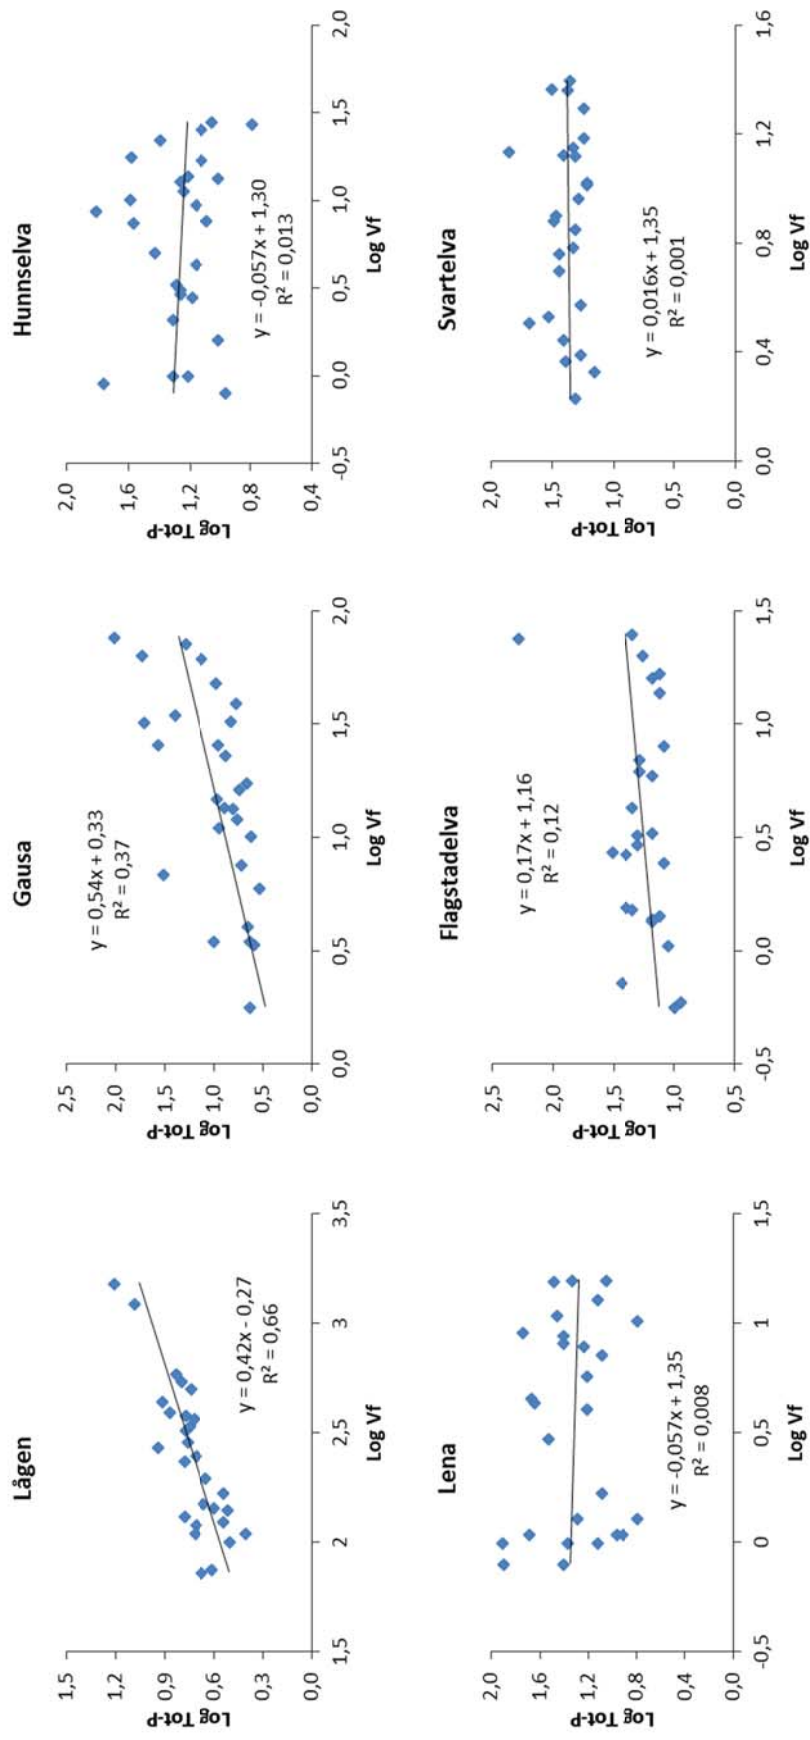 Lågen
1,5
1,2
0,9
0,6
0,3
0,0
Log Tot-P
1,5
2
2,5
3
3,5
Log Vf
y = 0,42x - 0,27
R² = 0,66
Gausa
2,5
2,0
1,5
1,0
0,5
0,0
Log Tot-P
0,0
0,5
1,0
1,5
2,0
Log Vf
y = 0,54x + 0,33
R² = 0,37
Hunnselva
2,0
1,6
1,2
0,8
0,4
Log Tot-P
-0,5
0,0
0,5
1,0
1,5
2,0
Log Vf
y = -0,057x + 1,30
R² = 0,013
Lena
2,0
1,6
1,2
0,8
0,4
0,0
Log Tot-P
-0,5
0
0,5
1
1,5
Log Vf
y = -0,057x + 1,35
R² = 0,008
Flagstadelva
2,5
2,0
1,5
1,0
0,5
Log Tot-P
-0,5
0,0
0,5
1,0
1,5
Log Vf
y = 0,17x + 1,16
R² = 0,12
Svartelva
2,0
1,5
1,0
0,5
0,0
Log Tot-P
0,0
0,4
0,8
1,2
1,6
Log Vf
y = 0,016x + 1,35
R² = 0,001